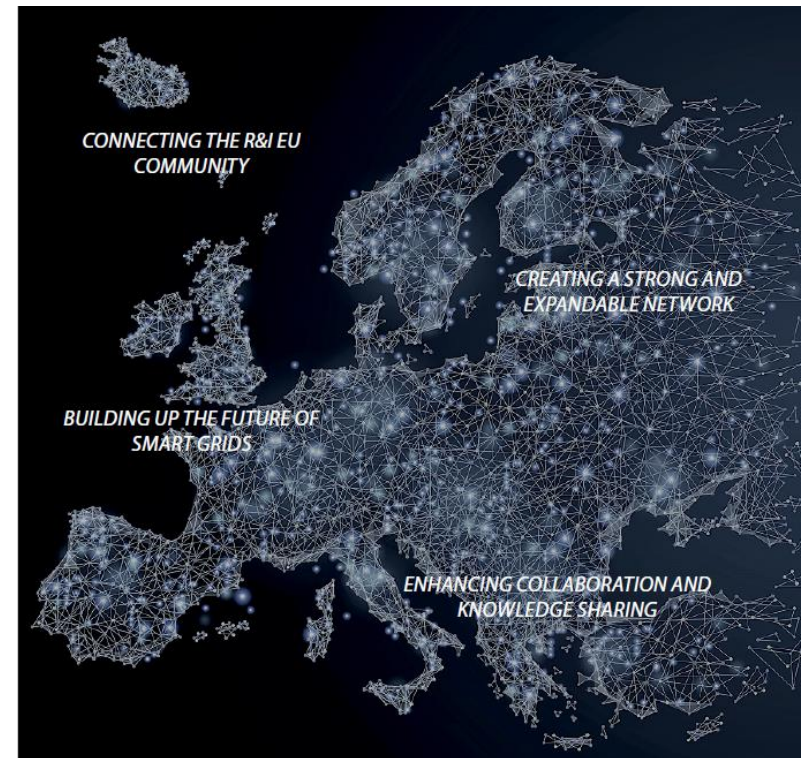 CONNECTING THE R&I EU
COMMUNITY
CREATING A STRONG AND
EXPANDABLE NETWORK
BUILDING UP THE FUTURE OF
SMART GRIDS
ENHANCING COLLABORATION AND
KNOWLEDGE SHARING